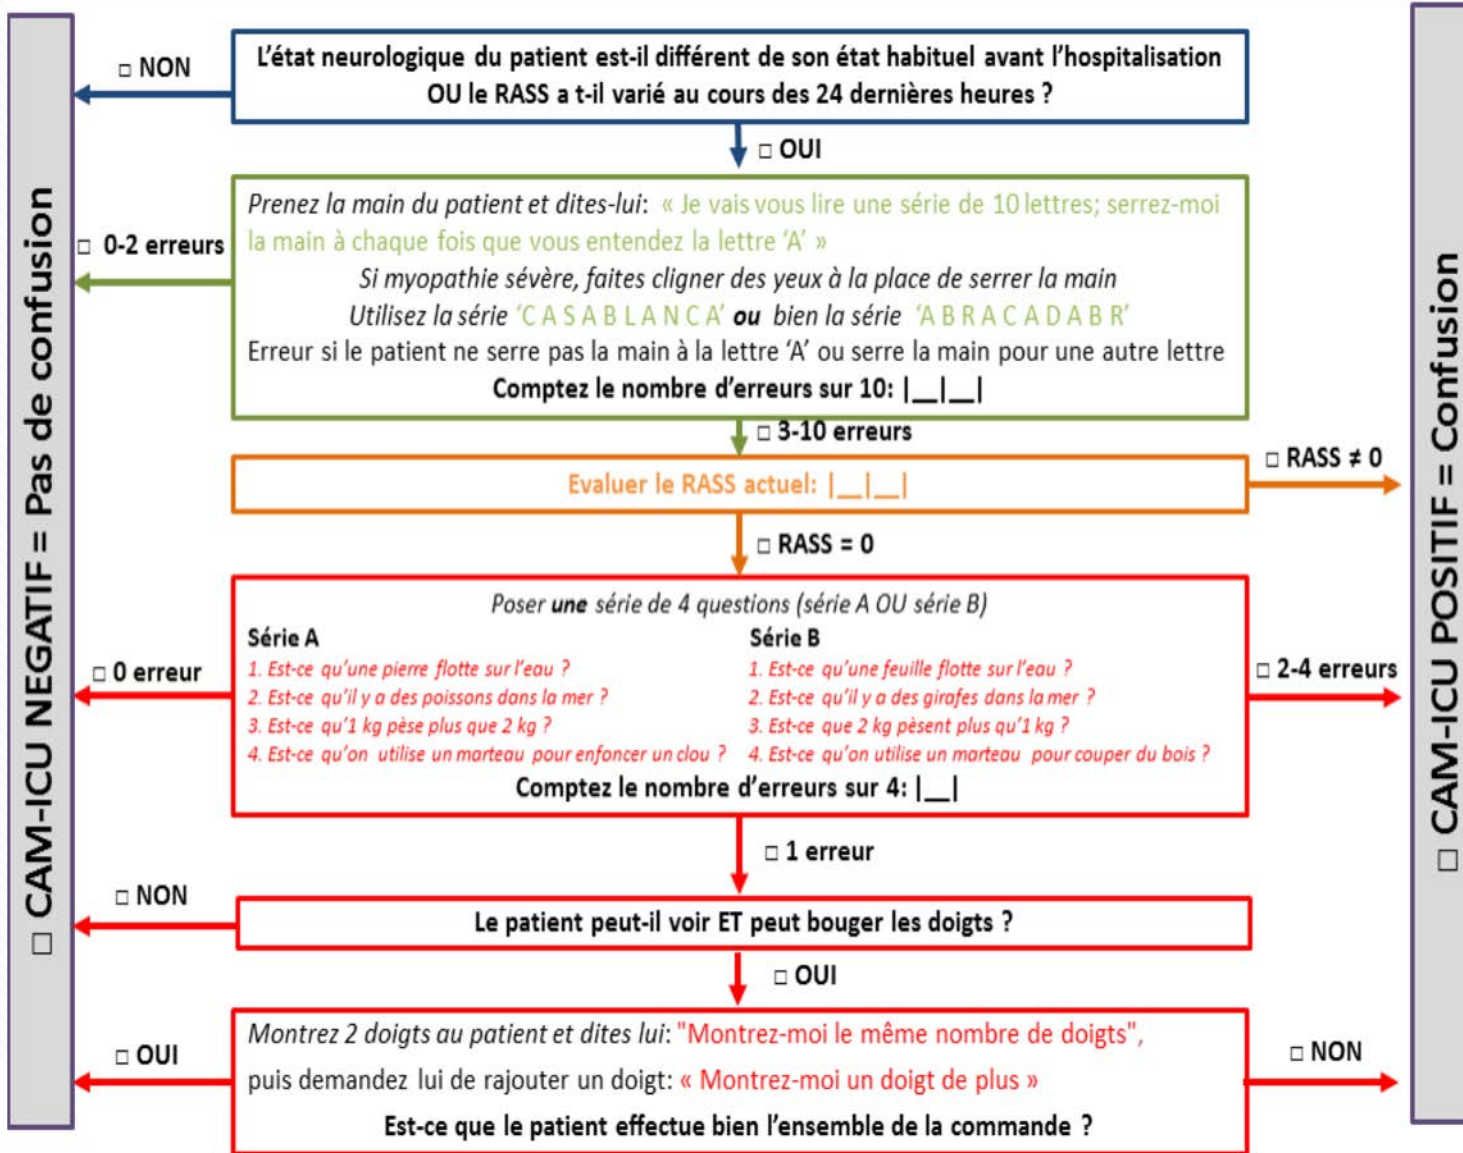 □ CAM-ICU NEGATIF = Pas de confusion
L'état neurologique du patient est-il différent de son état habituel avant l'hospitalisation
OU le RASS a t-il varié au cours des 24 dernières heures ?
□ NON
□ OUI
Prenez la main du patient et dites-lui: « Je vais vous lire une série de 10 lettres; serrez-moi
la main à chaque fois que vous entendez la lettre 'A' »
Si myopathie sévère, faites cligner des yeux à la place de serrer la main
Utilisez la série 'C A S A B L A N C A' ou bien la série 'A B R A C A D A B R'
Erreur si le patient ne serre pas la main à la lettre 'A' ou serre la main pour une autre lettre
Comptez le nombre d'erreurs sur 10: |__|__|
□ 0-2 erreurs
□ 3-10 erreurs
Evaluer le RASS actuel: |__|__|
□ RASS ≠ 0
□ RASS = 0
Poser une série de 4 questions (série A OU série B)
Série A
1. Est-ce qu'une pierre flotte sur l'eau ?
2. Est-ce qu'il y a des poissons dans la mer ?
3. Est-ce qu'1 kg pèse plus que 2 kg ?
4. Est-ce qu'on utilise un marteau pour enfoncer un clou ?
Série B
1. Est-ce qu'une feuille flotte sur l'eau ?
2. Est-ce qu'il y a des girafes dans la mer ?
3. Est-ce que 2 kg pèsent plus qu'1 kg ?
4. Est-ce qu'on utilise un marteau pour couper du bois ?
Comptez le nombre d'erreurs sur 4: |__|
□ 0 erreur
□ 2-4 erreurs
□ 1 erreur
Le patient peut-il voir ET peut bouger les doigts ?
□ NON
□ OUI
Montrez 2 doigts au patient et dites lui: "Montrez-moi le même nombre de doigts",
puis demandez lui de rajouter un doigt: « Montrez-moi un doigt de plus »
Est-ce que le patient effectue bien l'ensemble de la commande ?
□ OUI
□ NON
□ CAM-ICU POSITIF = Confusion